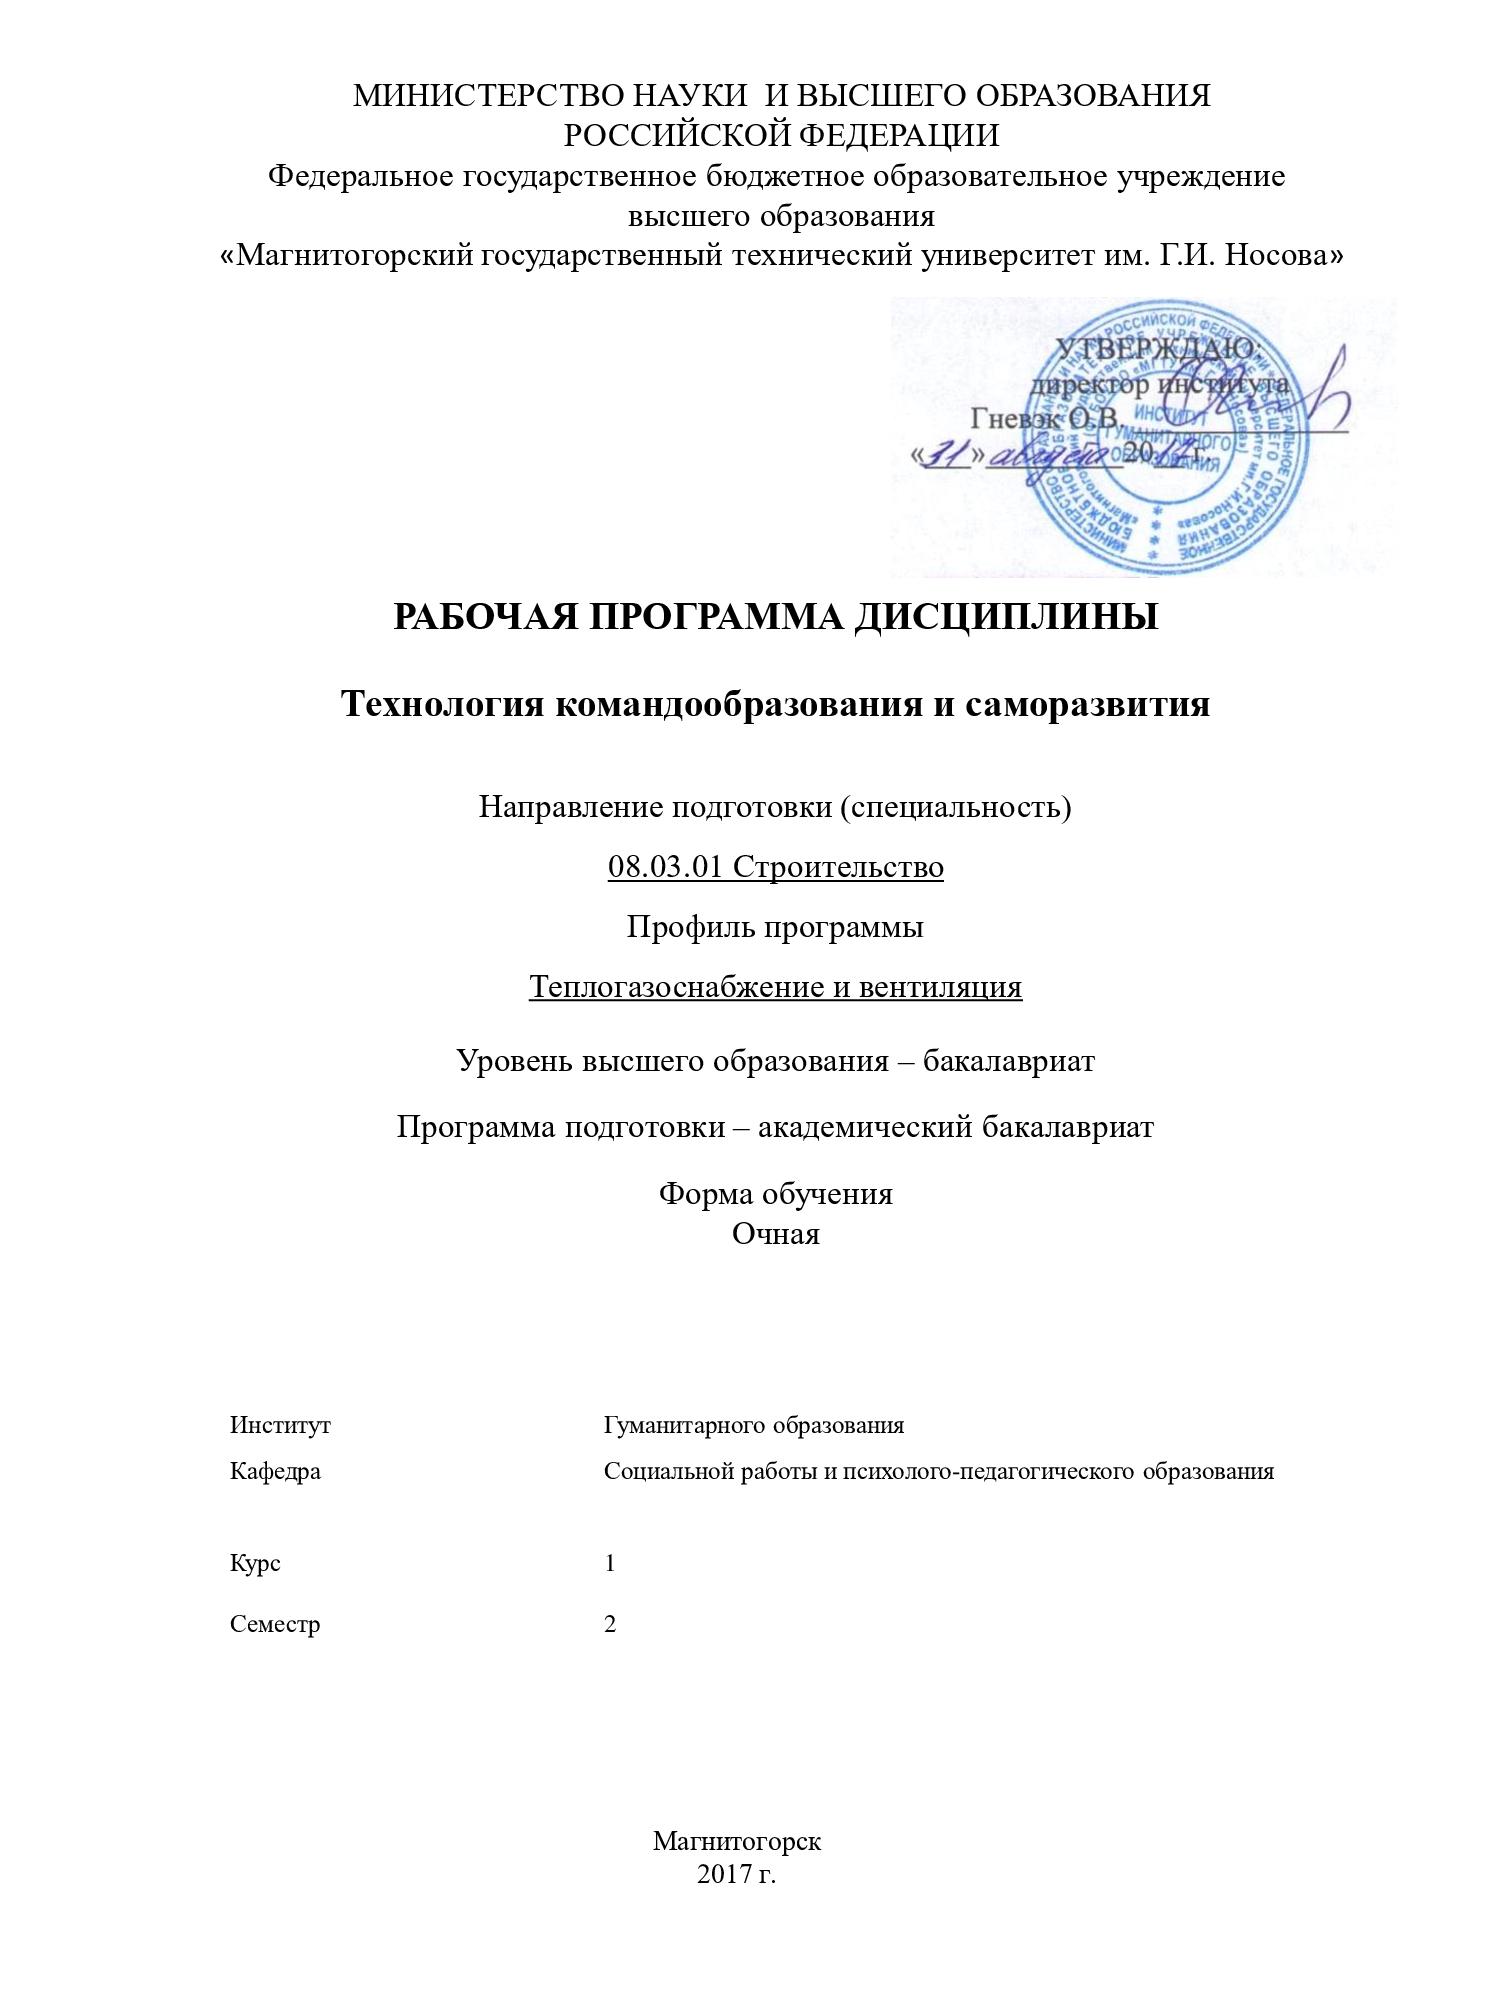 МИНИСТЕРСТВО НАУКИ И ВЫСШЕГО ОБРАЗОВАНИЯ
РОССИЙСКОЙ ФЕДЕРАЦИИ
Федеральное государственное бюджетное образовательное учреждение
высшего образования
«Магнитогорский государственный технический университет им. Г.И. Носова»
УТВЕРЖДАЮ:
директор института
Гневэк О.В.
«31» августа 2017 г.
ИНСТИТУТ
ГУМАНИТАРНОГО
ОБРАЗОВАНИЯ
РАБОЧАЯ ПРОГРАММА ДИСЦИПЛИНЫ
Технология командообразования и саморазвития
Направление подготовки (специальность)
08.03.01 Строительство
Профиль программы
Теплогазоснабжение и вентиляция
Уровень высшего образования – бакалавриат
Программа подготовки – академический бакалавриат
Форма обучения
Очная
Институт Гуманитарного образования
Кафедра Социальной работы и психолого-педагогического образования
Курс 1
Семестр 2
Магнитогорск
2017 г.